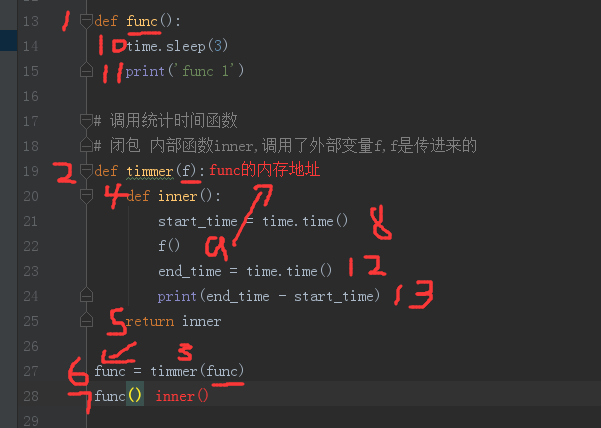 13 1 def func():
14 10 time.sleep(3)
15 11 print('func 1')
16
17 # 调用统计时间函数
18 # 闭包 内部函数inner,调用了外部变量f,f是传进来的
19 2 def timmer(f): func的内存地址
20 4 def inner():
21 start_time = time.time() 8
22 f() 9
23 end_time = time.time() 12
24 print(end_time - start_time) 13
25 5 return inner
26
27 6 func = timmer(func) 3
28 7 func() inner()
29